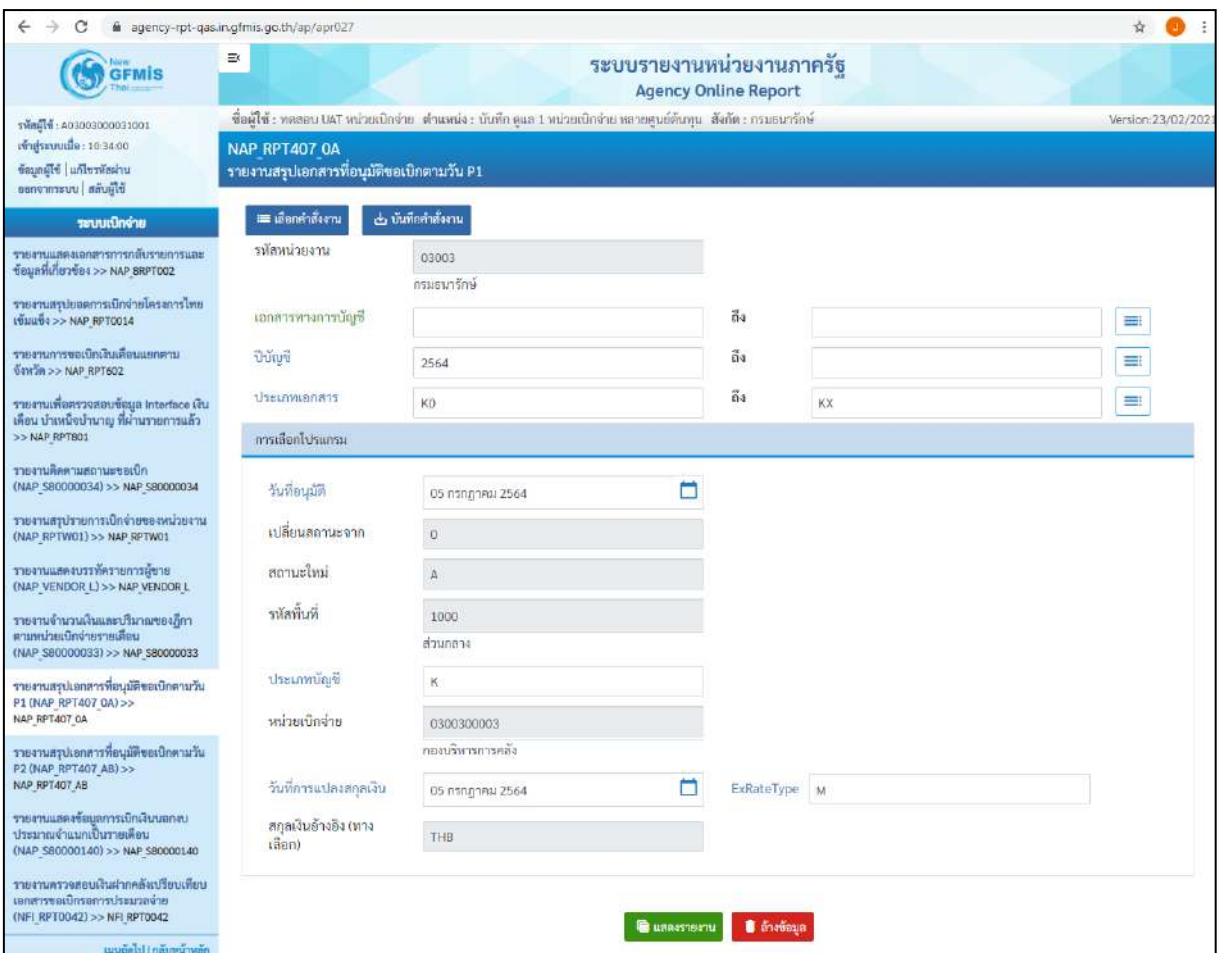 agency-rpt-qas.in.gfmis.go.th/ap/apr027
New
GFMIS
Thai
ระบบรายงานหน่วยงานภาครัฐ
Agency Online Report
รหัสผู้ใช้ : A03003000031001
เข้าสู่ระบบเมื่อ : 10:34:00
ข้อมูลผู้ใช้ | แก้ไขรหัสผ่าน
ออกจากระบบ | สลับผู้ใช้
ชื่อผู้ใช้ : ทดสอบ UAT หน่วยเบิกจ่าย ตำแหน่ง : บันทึก ดูแล 1 หน่วยเบิกจ่าย หลายศูนย์ต้นทุน สังกัด : กรมธนารักษ์
Version:23/02/2021
NAP_RPT407_0A
รายงานสรุปเอกสารที่อนุมัติขอเบิกตามวัน P1
ระบบเบิกจ่าย
รายงานแสดงเอกสารการกลับรายการและ
ข้อมูลที่เกี่ยวข้อง >> NAP_BRPT002
รายงานสรุปยอดการเบิกจ่ายโครงการไทย
เข้มแข็ง >> NAP_RPT0014
รายงานการขอเบิกเงินเดือนแยกตาม
จังหวัด >> NAP_RPT602
รายงานเพื่อตรวจสอบข้อมูล Interface เงิน
เดือน บำเหน็จบำนาญ ที่ผ่านรายการแล้ว
>> NAP_RPT801
รายงานติดตามสถานะขอเบิก
(NAP_S80000034) >> NAP_S80000034
รายงานสรุปรายการเบิกจ่ายของหน่วยงาน
(NAP_RPTW01) >> NAP_RPTW01
รายงานแสดงบรรทัดรายการผู้ขาย
(NAP_VENDOR_L) >> NAP_VENDOR_L
รายงานจำนวนเงินและปริมาณของฎีกา
ตามหน่วยเบิกจ่ายรายเดือน
(NAP_S80000033) >> NAP_S80000033
รายงานสรุปเอกสารที่อนุมัติขอเบิกตามวัน
P1 (NAP_RPT407_0A) >>
NAP_RPT407_0A
รายงานสรุปเอกสารที่อนุมัติขอเบิกตามวัน
P2 (NAP_RPT407_AB) >>
NAP_RPT407_AB
รายงานแสดงข้อมูลการเบิกเงินนอกงบ
ประมาณจำแนกเป็นรายเดือน
(NAP_S80000140) >> NAP_S80000140
รายงานตรวจสอบเงินฝากคลังเปรียบเทียบ
เอกสารขอเบิกรอการประมวลจ่าย
(NFI_RPT0042) >> NFI_RPT0042
เมนูถัดไป | กลับหน้าหลัก
เลือกคำสั่งงาน บันทึกคำสั่งงาน
รหัสหน่วยงาน 03003
กรมธนารักษ์
เอกสารทางการบัญชี ถึง
ปีบัญชี 2564 ถึง
ประเภทเอกสาร K0 ถึง KX
การเลือกโปรแกรม
วันที่อนุมัติ 05 กรกฎาคม 2564
เปลี่ยนสถานะจาก 0
สถานะใหม่ A
รหัสพื้นที่ 1000
ส่วนกลาง
ประเภทบัญชี K
หน่วยเบิกจ่าย 0300300003
กองบริหารการคลัง
วันที่การแปลงสกุลเงิน 05 กรกฎาคม 2564 ExRateType M
สกุลเงินอ้างอิง (ทาง
เลือก) THB
แสดงรายงาน ล้างข้อมูล